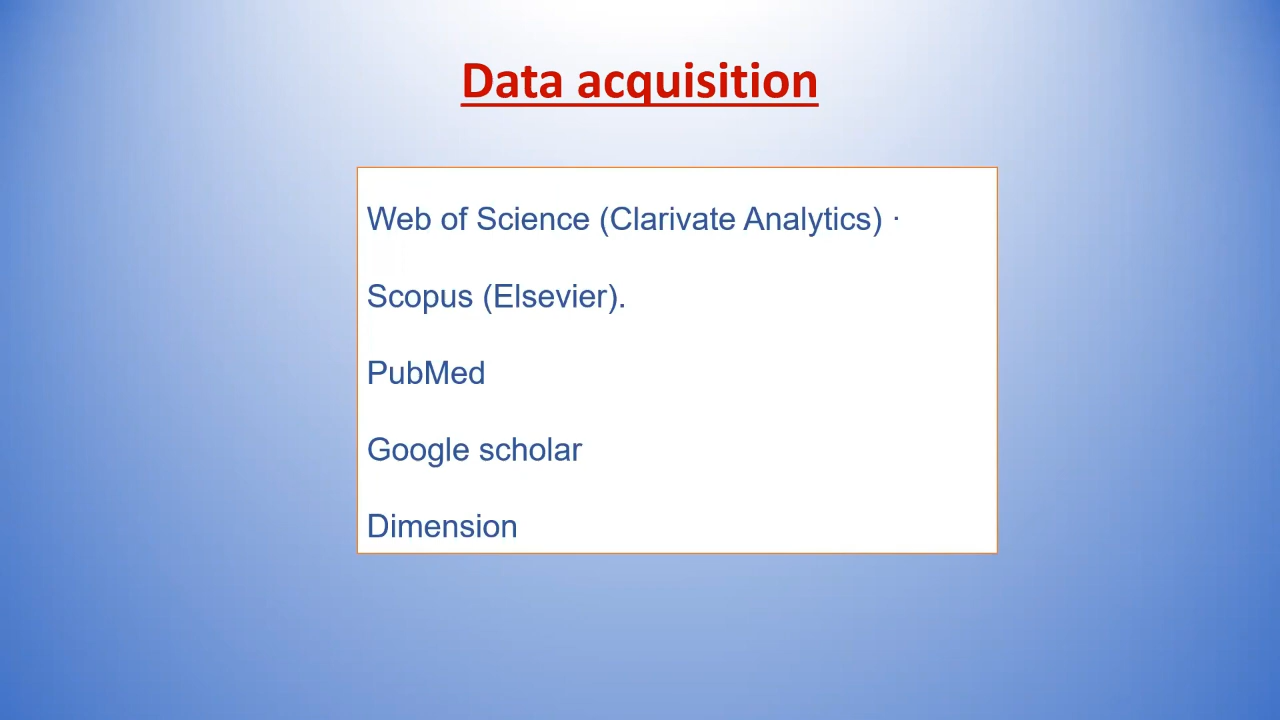 Data acquisition
Web of Science (Clarivate Analytics) ·
Scopus (Elsevier).
PubMed
Google scholar
Dimension